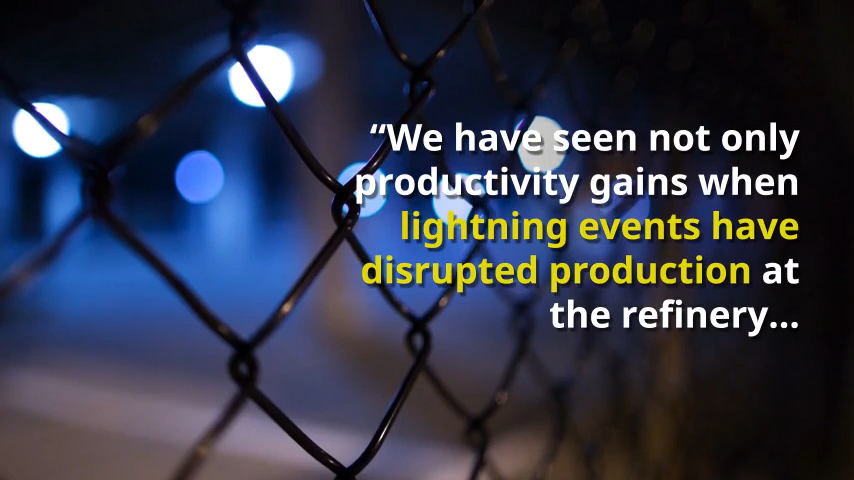 “We have seen not only
productivity gains when
lightning events have
disrupted production at
the refinery...